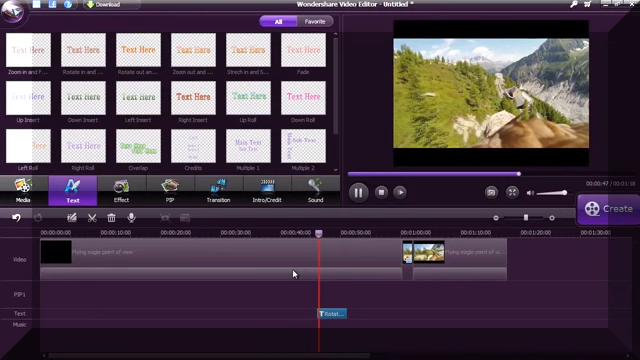 Download
Wondershare Video Editor - Untitled *
All
Favorite
Text Here
Text Here
Text Here
Text Here
Text Here
Text Here
Zoom in and F...
Rotate in and ...
Rotate out an...
Zoom out and ...
Strech in and S...
Fade
Text Here
Text Here
Text Here
Text Here
Text Here
Text Here
Up Insert
Down Insert
Left Insert
Right Insert
Up Roll
Down Roll
Text Here
Text Here
Main Text
Left Roll
Right Roll
Overlap
Credits
Multiple 1
Multiple 2
00:00:47 / 00:01:18
Media
Text
Effect
PIP
Transition
Intro/Credit
Sound
Create
00:00:00:00
00:00:10:00
00:00:20:00
00:00:30:00
00:00:40:00
00:00:50:00
00:01:00:00
00:01:10:00
00:01:20:00
00:01:30:00
Video
Flying eagle point of view
Flying eagle point of v...
PIP1
Text
T Rotat...
Music